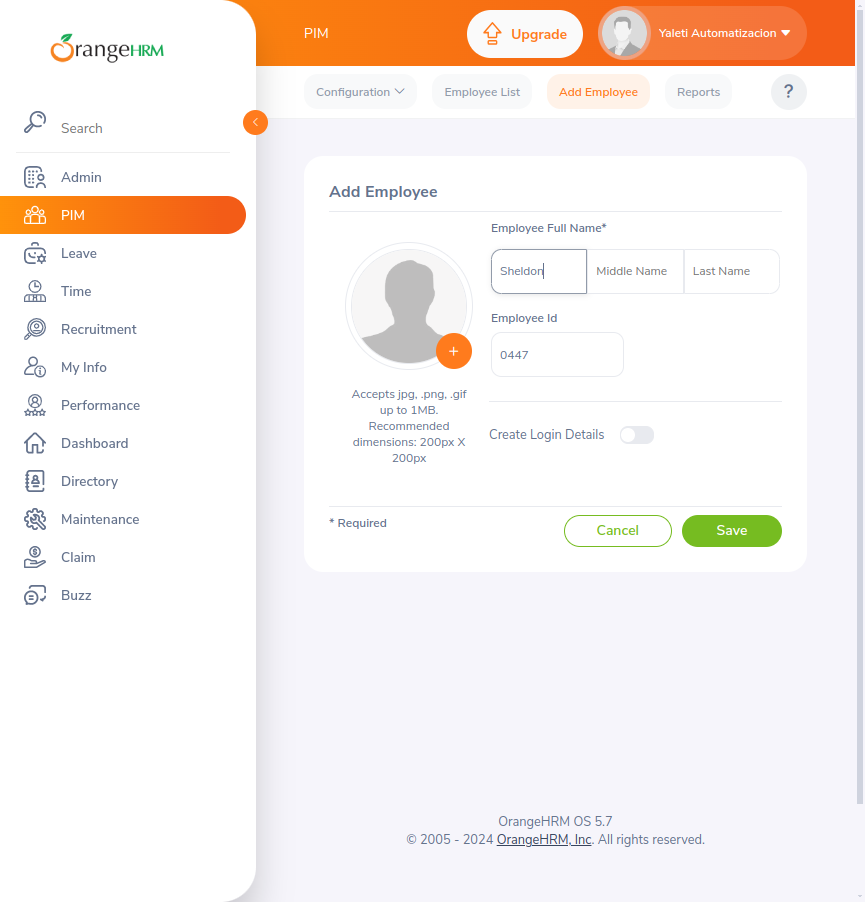 OrangeHRM
PIM
Upgrade
Yaleti Automatizacion
Configuration
Employee List
Add Employee
Reports
?
Search
Admin
PIM
Leave
Time
Recruitment
My Info
Performance
Dashboard
Directory
Maintenance
Claim
Buzz
Add Employee
Employee Full Name*
Sheldon
Middle Name
Last Name
Employee Id
0447
Accepts jpg, .png, .gif
up to 1MB.
Recommended
dimensions: 200px X
200px
Create Login Details
* Required
Cancel
Save
OrangeHRM OS 5.7
© 2005 - 2024 OrangeHRM, Inc. All rights reserved.